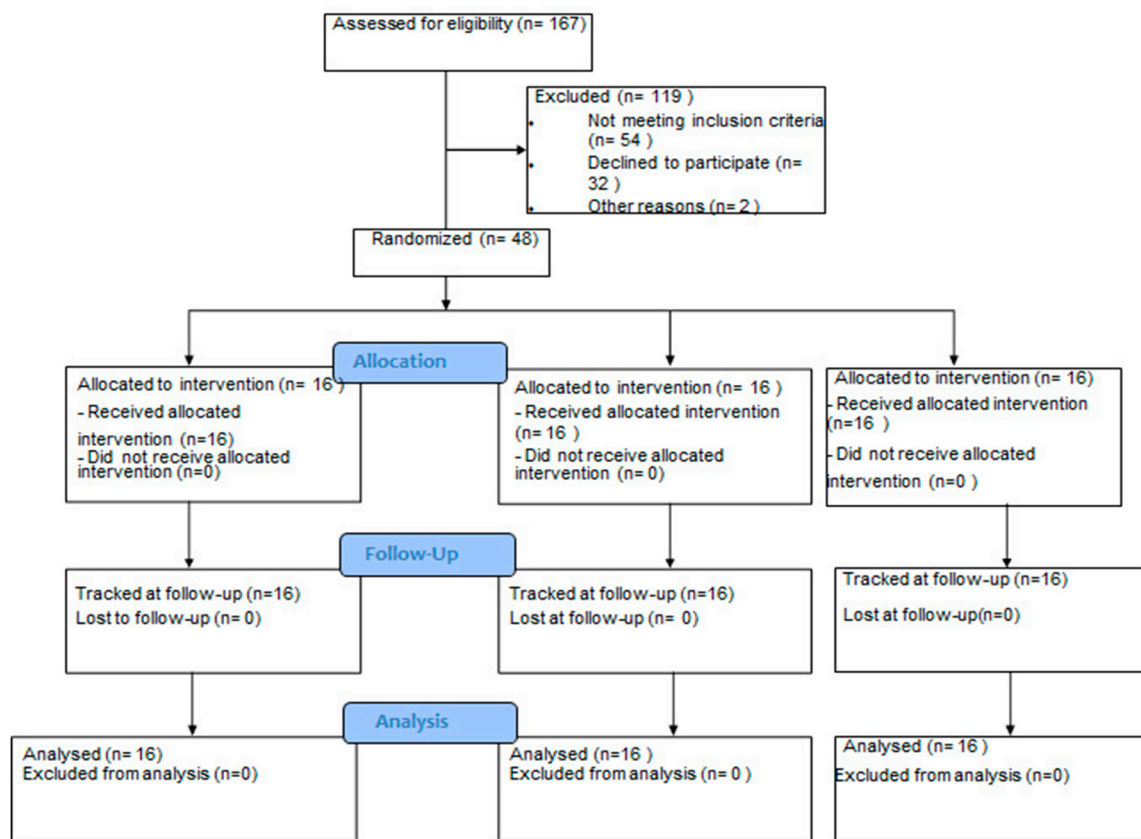 Assessed for eligibility (n= 167)
Excluded (n= 119 )
• Not meeting inclusion criteria
(n= 54 )
• Declined to participate (n=
32 )
• Other reasons (n= 2 )
Randomized (n= 48)
Allocation
Allocated to intervention (n= 16 )
- Received allocated
intervention (n=16)
- Did not receive allocated
intervention (n=0)
Allocated to intervention (n= 16 )
- Received allocated intervention
(n= 16 )
- Did not receive allocated
intervention (n= 0)
Allocated to intervention (n= 16)
- Received allocated intervention
(n=16 )
- Did not receive allocated
intervention (n=0 )
Follow-Up
Tracked at follow-up (n=16)
Lost to follow-up (n= 0)
Tracked at follow-up (n=16)
Lost at follow-up (n= 0)
Tracked at follow-up (n=16)
Lost at follow-up(n=0)
Analysis
Analysed (n= 16)
Excluded from analysis (n=0)
Analysed (n=16 )
Excluded from analysis (n= 0 )
Analysed (n= 16 )
Excluded from analysis (n=0)